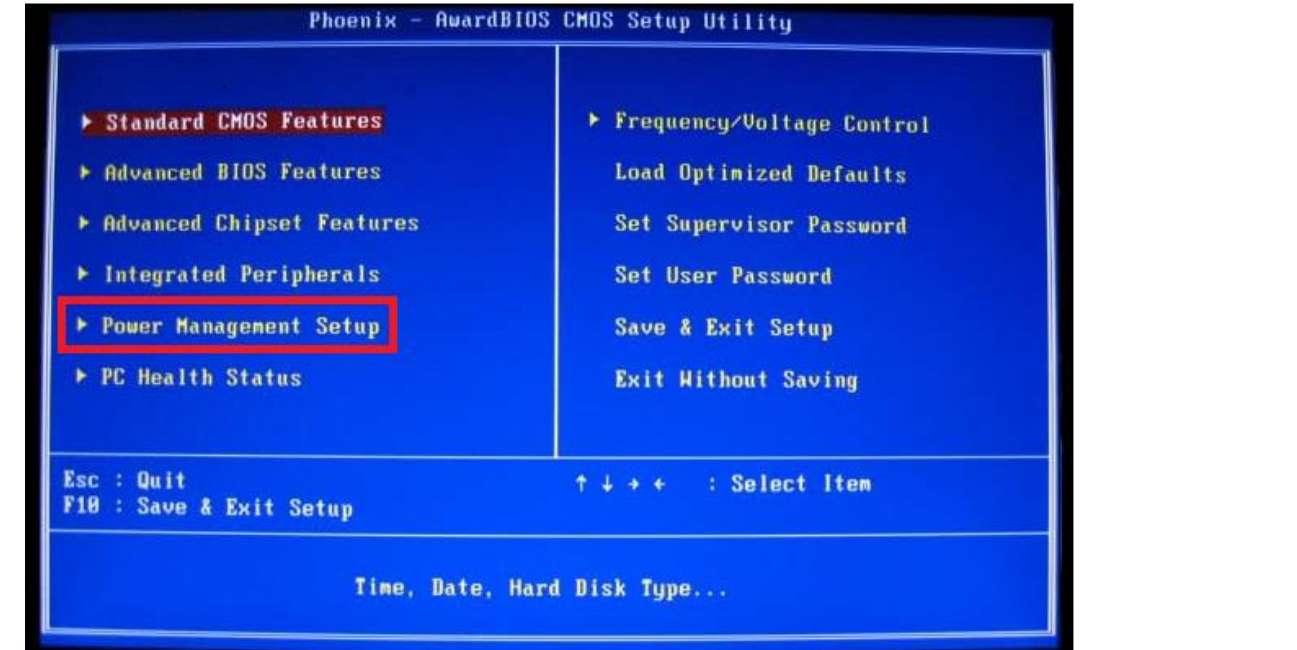 Phoenix - AwardBIOS CMOS Setup Utility
▶ Standard CMOS Features
▶ Advanced BIOS Features
▶ Advanced Chipset Features
▶ Integrated Peripherals
▶ Power Management Setup
▶ PC Health Status
▶ Frequency/Voltage Control
Load Optimized Defaults
Set Supervisor Password
Set User Password
Save & Exit Setup
Exit Without Saving
Esc : Quit
F10 : Save & Exit Setup
↑ ↓ → ← : Select Item
Time, Date, Hard Disk Type...